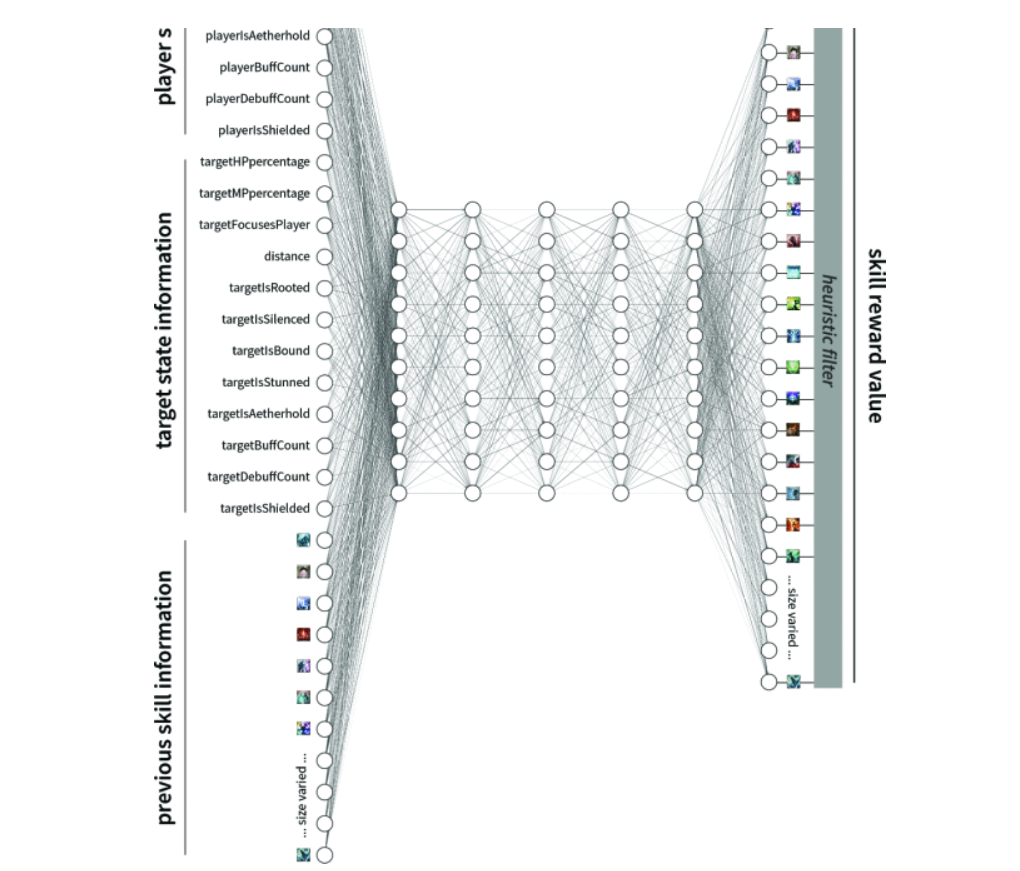 player s
playerIsAetherhold
playerBuffCount
playerDebuffCount
playerIsShielded
target state information
targetHPpercentage
targetMPpercentage
targetFocusesPlayer
distance
targetIsRooted
targetIsSilenced
targetIsBound
targetIsStunned
targetIsAetherhold
targetBuffCount
targetDebuffCount
targetIsShielded
previous skill information
... size varied ...
... size varied ...
heuristic filter
skill reward value